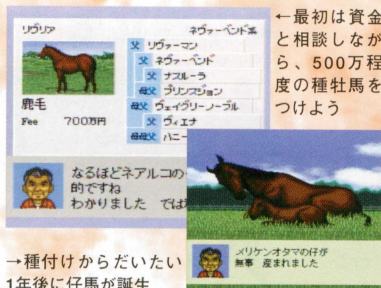 リヴリア
ネヴァーベンド系
父 リヴァーマン
父 ネヴァーベンド
父 ナスルーラ
母父 プリンスジョン
母父 ヴェイグリーノーブル
父 ヴィエナ
母母父 ハニー
鹿毛
Fee 700万円
なるほどネアルコの
的ですね
わかりました では
←最初は資金
と相談しなが
ら、500万程
度の種牡馬を
つけよう
メリケンオタマの仔が
無事 産まれました
→種付けからだいたい
1年後に仔馬が誕生